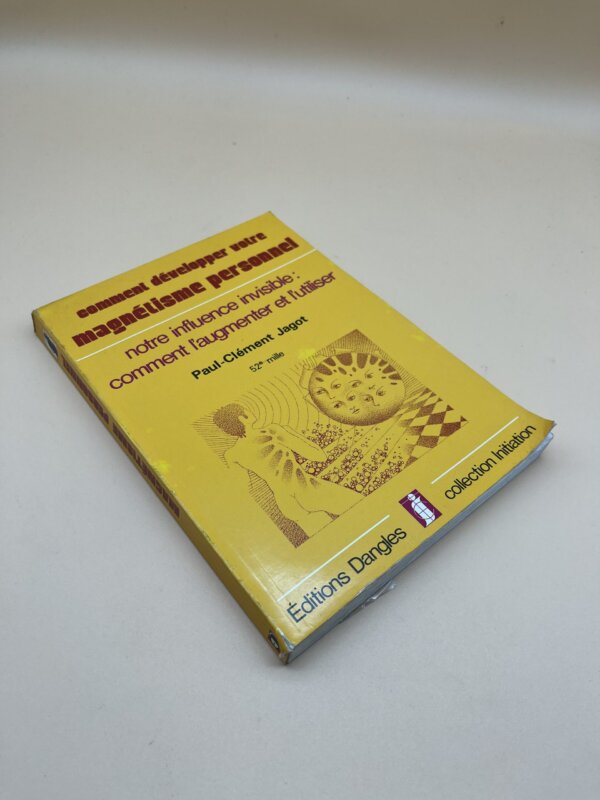 comment développer votre
magnétisme personnel
notre influence invisible :
comment l'augmenter et l'utiliser
Paul-Clément Jagot
52e mille
Éditions Dangles
collection Initiation